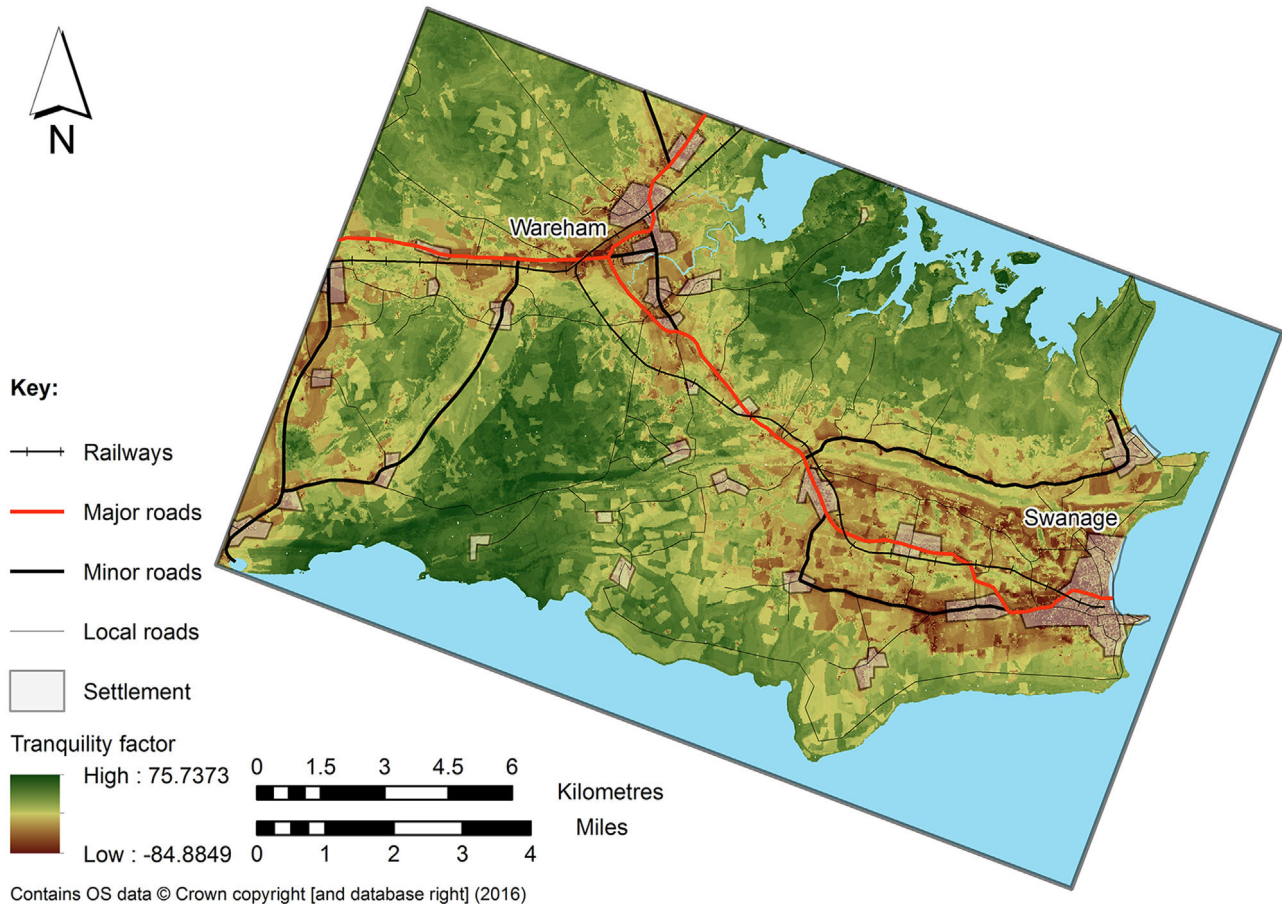 N
Wareham
Swanage
Key:
Railways
Major roads
Minor roads
Local roads
Settlement
Tranquility factor
High : 75.7373
Low : -84.8849
0 1.5 3 4.5 6
Kilometres
Miles
0 1 2 3 4
Contains OS data © Crown copyright [and database right] (2016)